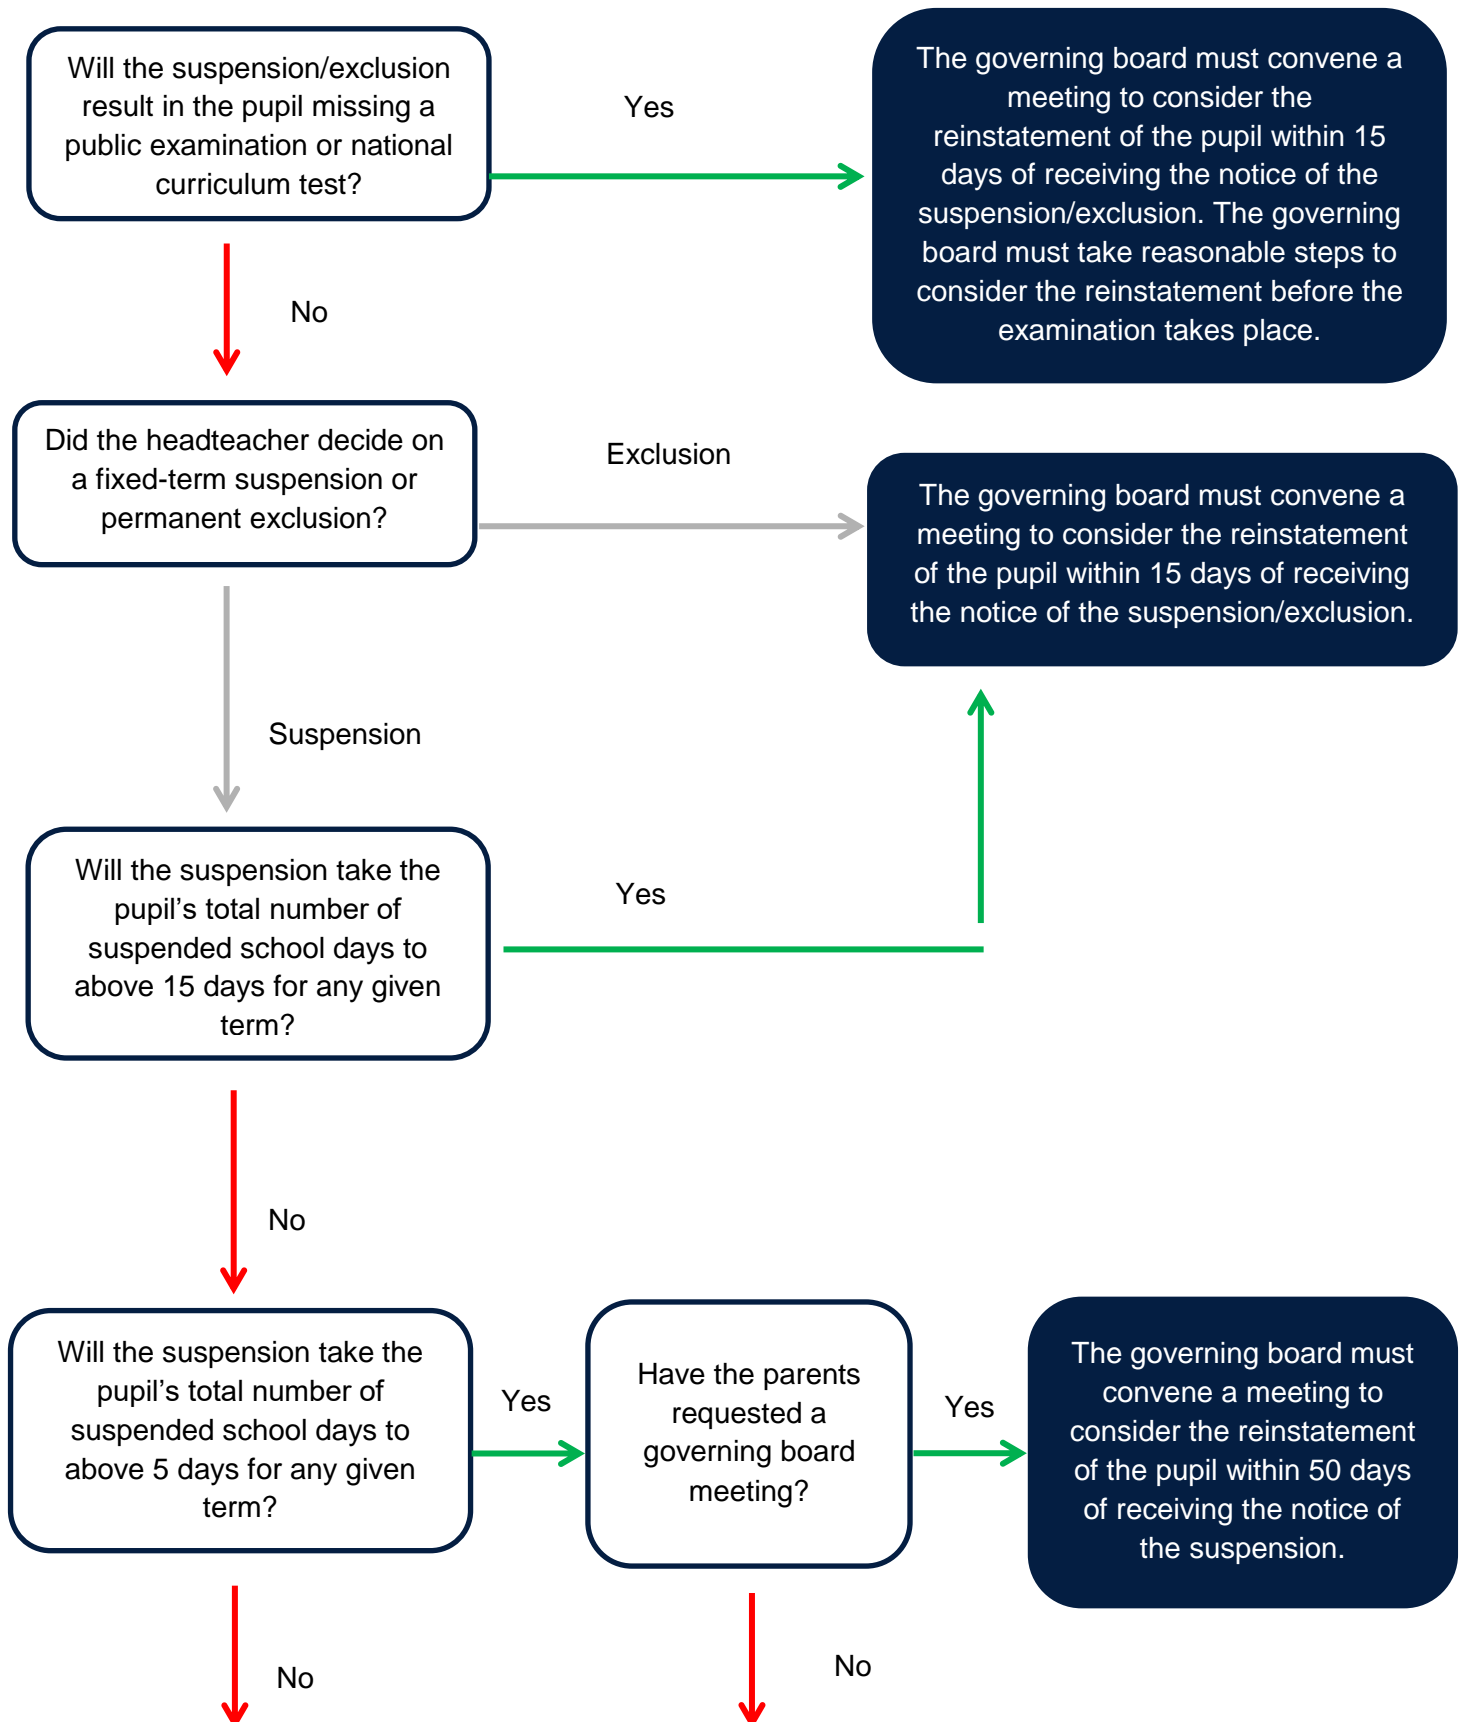 Will the suspension/exclusion
result in the pupil missing a
public examination or national
curriculum test?
Yes
The governing board must convene a
meeting to consider the
reinstatement of the pupil within 15
days of receiving the notice of the
suspension/exclusion. The governing
board must take reasonable steps to
consider the reinstatement before the
examination takes place.
No
Did the headteacher decide on
a fixed-term suspension or
permanent exclusion?
Exclusion
The governing board must convene a
meeting to consider the reinstatement
of the pupil within 15 days of receiving
the notice of the suspension/exclusion.
Suspension
Will the suspension take the
pupil’s total number of
suspended school days to
above 15 days for any given
term?
Yes
No
Will the suspension take the
pupil’s total number of
suspended school days to
above 5 days for any given
term?
Yes
Have the parents
requested a
governing board
meeting?
Yes
The governing board must
convene a meeting to
consider the reinstatement
of the pupil within 50 days
of receiving the notice of
the suspension.
No
No